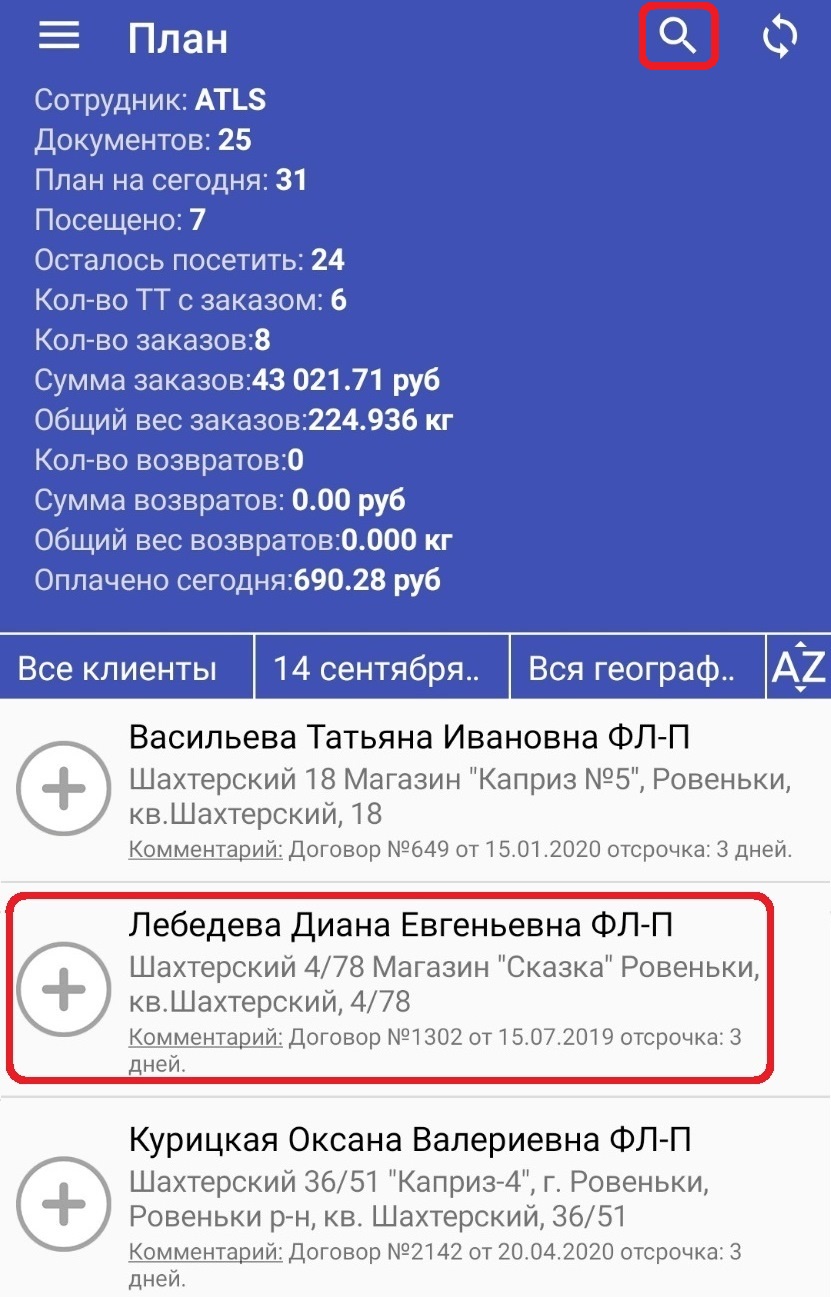 План
Сотрудник: ATLS
Документов: 25
План на сегодня: 31
Посещено: 7
Осталось посетить: 24
Кол-во ТТ с заказом: 6
Кол-во заказов:8
Сумма заказов:43 021.71 руб
Общий вес заказов:224.936 кг
Кол-во возвратов:0
Сумма возвратов: 0.00 руб
Общий вес возвратов:0.000 кг
Оплачено сегодня:690.28 руб
Все клиенты 14 сентября.. Вся географ.. AZ
Васильева Татьяна Ивановна ФЛ-П
Шахтерский 18 Магазин "Каприз №5", Ровеньки,
кв.Шахтерский, 18
Комментарий: Договор №649 от 15.01.2020 отсрочка: 3 дней.
Лебедева Диана Евгеньевна ФЛ-П
Шахтерский 4/78 Магазин "Сказка" Ровеньки,
кв.Шахтерский, 4/78
Комментарий: Договор №1302 от 15.07.2019 отсрочка: 3
дней.
Курицкая Оксана Валериевна ФЛ-П
Шахтерский 36/51 "Каприз-4", г. Ровеньки,
Ровеньки р-н, кв. Шахтерский, 36/51
Комментарий: Договор №2142 от 20.04.2020 отсрочка: 3
дней.